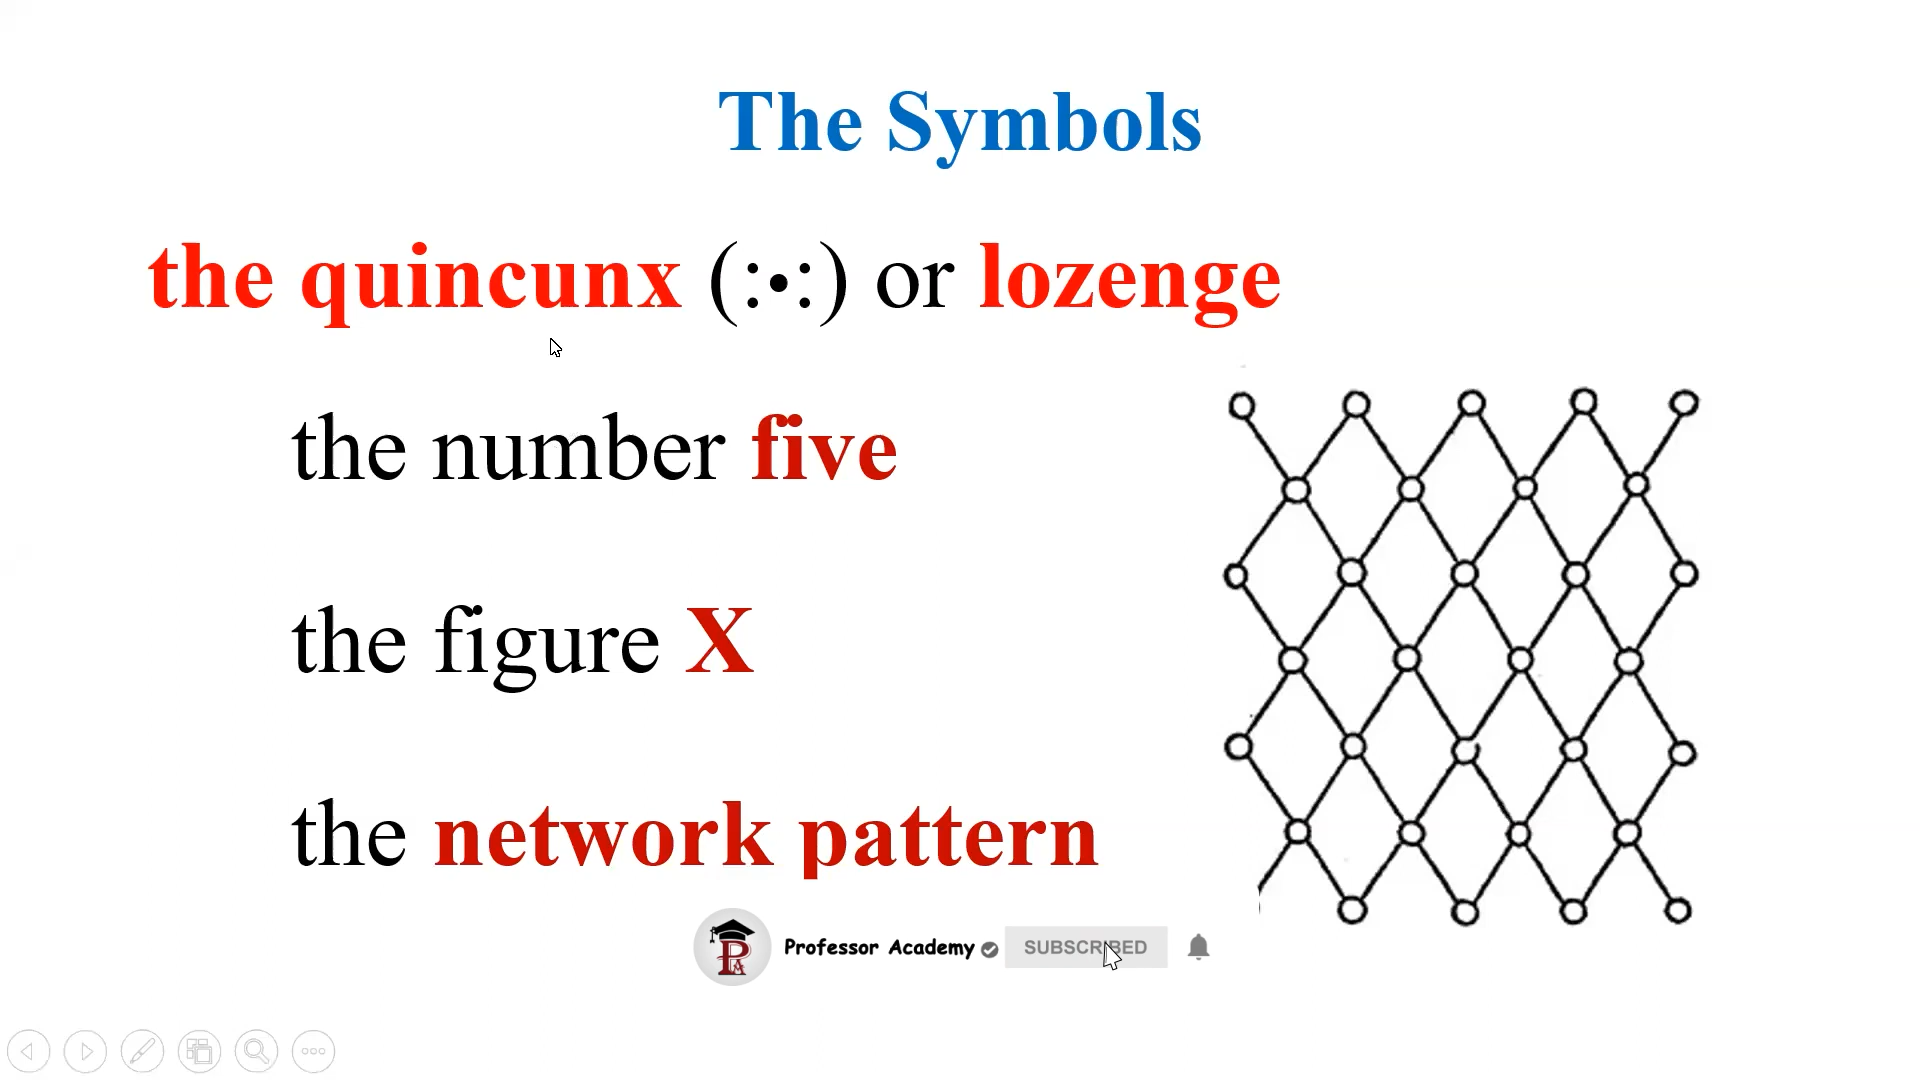 The Symbols
the quincunx (:•:) or lozenge
the number five
the figure X
the network pattern
Professor Academy
SUBSCRIBED